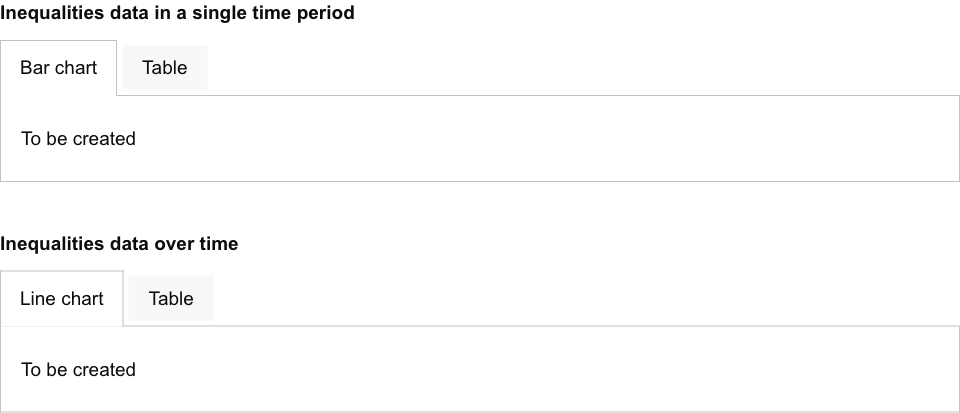 Inequalities data in a single time period
Bar chart Table
To be created
Inequalities data over time
Line chart Table
To be created